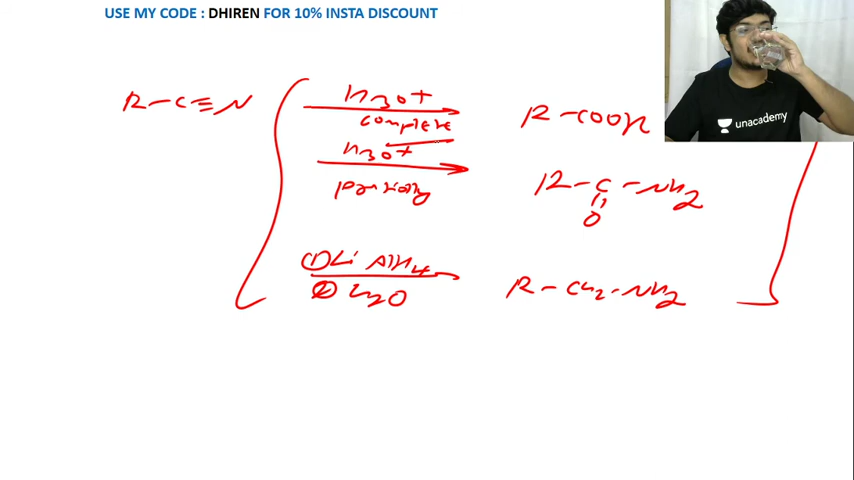 USE MY CODE : DHIREN FOR 10% INSTA DISCOUNT
R-C≡N
H3O+
complete
R-COOH
unacademy
H3O+
partially
R-C-NH2
O
① LiAlH4
② H2O
R-CH2-NH2